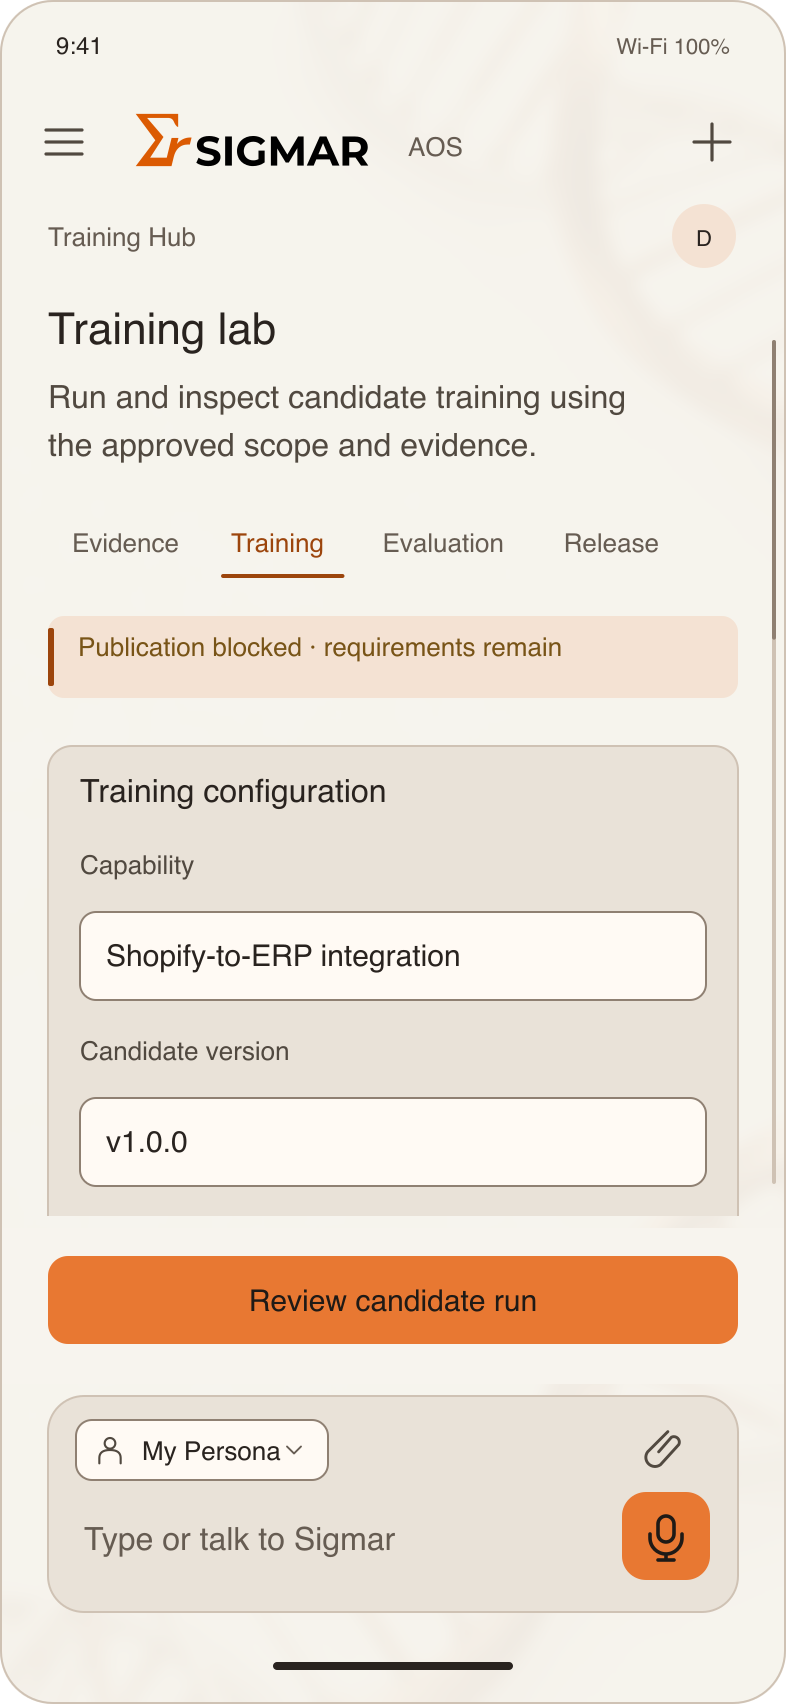 9:41
Wi-Fi 100%
Σr SIGMAR
AOS
Training Hub
D
Training lab
Run and inspect candidate training using
the approved scope and evidence.
Evidence
Training
Evaluation
Release
Publication blocked · requirements remain
Training configuration
Capability
Shopify-to-ERP integration
Candidate version
v1.0.0
Review candidate run
My Persona
Type or talk to Sigmar